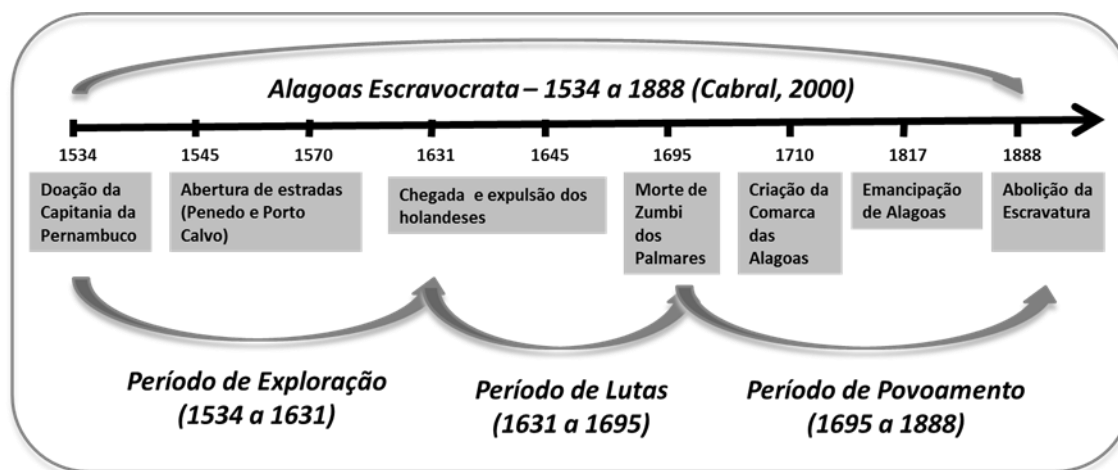 Alagoas Escravocrata – 1534 a 1888 (Cabral, 2000)
1534 1545 1570 1631 1645 1695 1710 1817 1888
Doação da
Capitania da
Pernambuco
Abertura de estradas
(Penedo e Porto
Calvo)
Chegada e expulsão dos
holandeses
Morte de
Zumbi
dos
Palmares
Criação da
Comarca
das
Alagoas
Emancipação
de Alagoas
Abolição da
Escravatura
Período de Exploração
(1534 a 1631)
Período de Lutas
(1631 a 1695)
Período de Povoamento
(1695 a 1888)